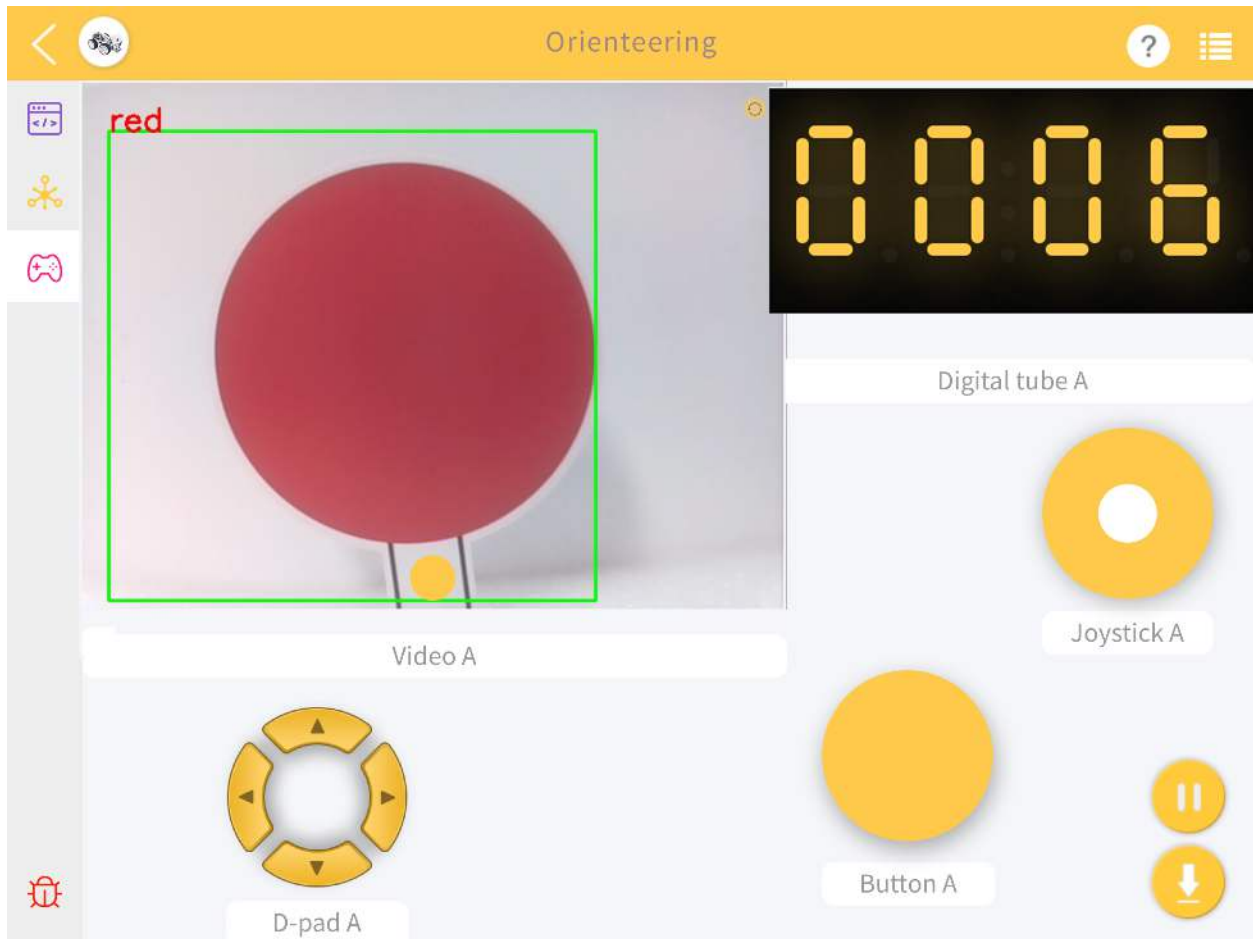 Orienteering
?
red
0006
Digital tube A
Joystick A
Video A
Button A
D-pad A